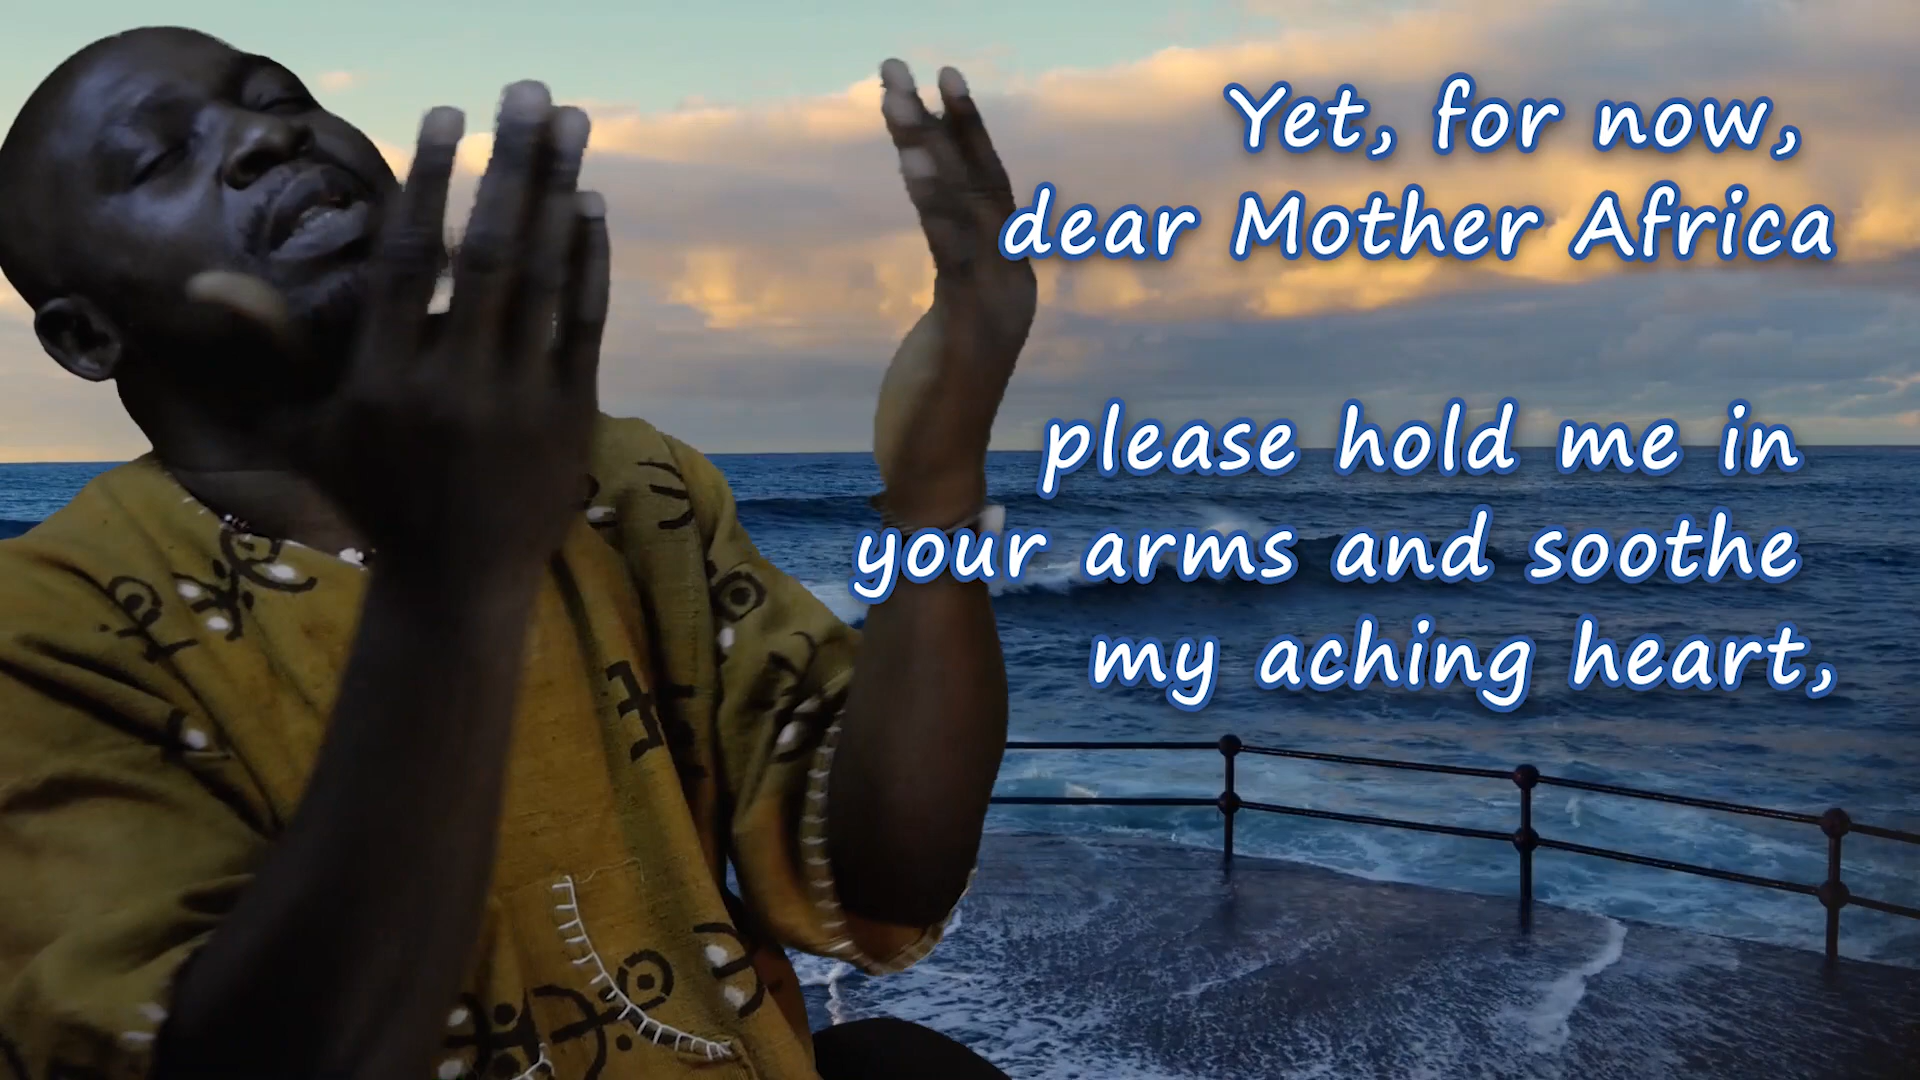 Yet, for now,
dear Mother Africa
please hold me in
your arms and soothe
my aching heart,